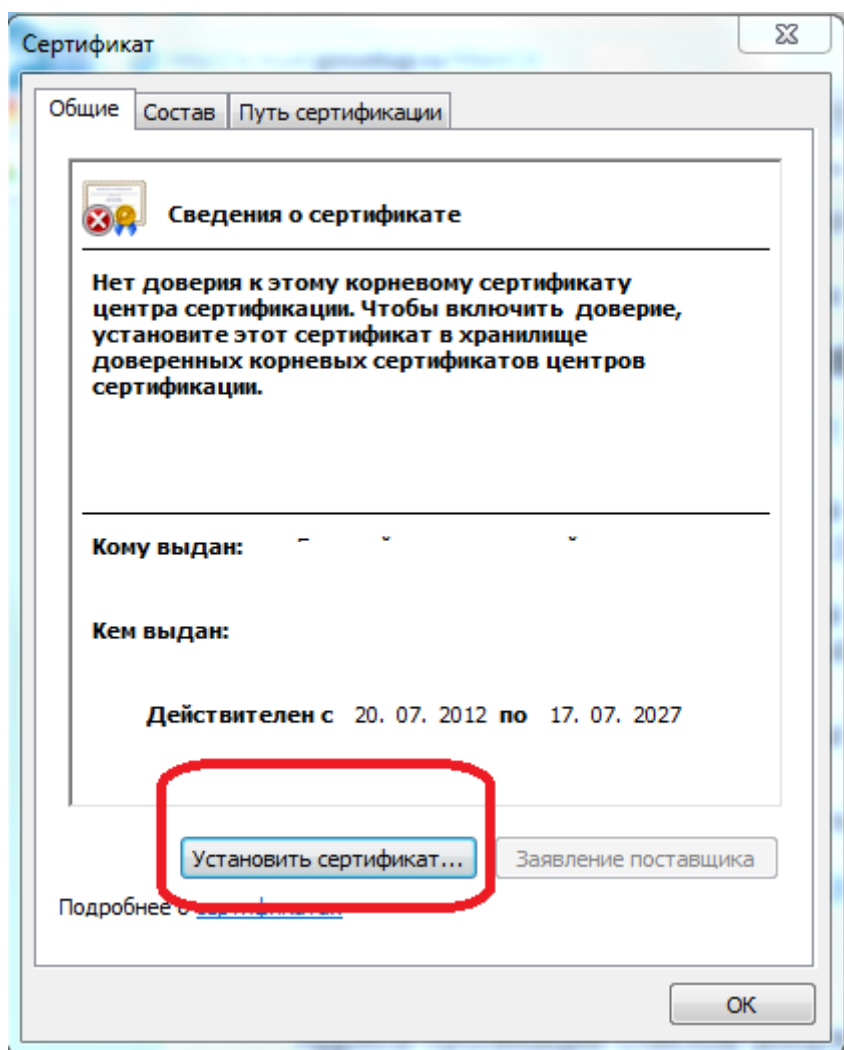 Сертификат
Общие Состав Путь сертификации
Сведения о сертификате
Нет доверия к этому корневому сертификату
центра сертификации. Чтобы включить доверие,
установите этот сертификат в хранилище
доверенных корневых сертификатов центров
сертификации.
Кому выдан:
Кем выдан:
Действителен с 20. 07. 2012 по 17. 07. 2027
Установить сертификат... Заявление поставщика
Подробнее о
ОК